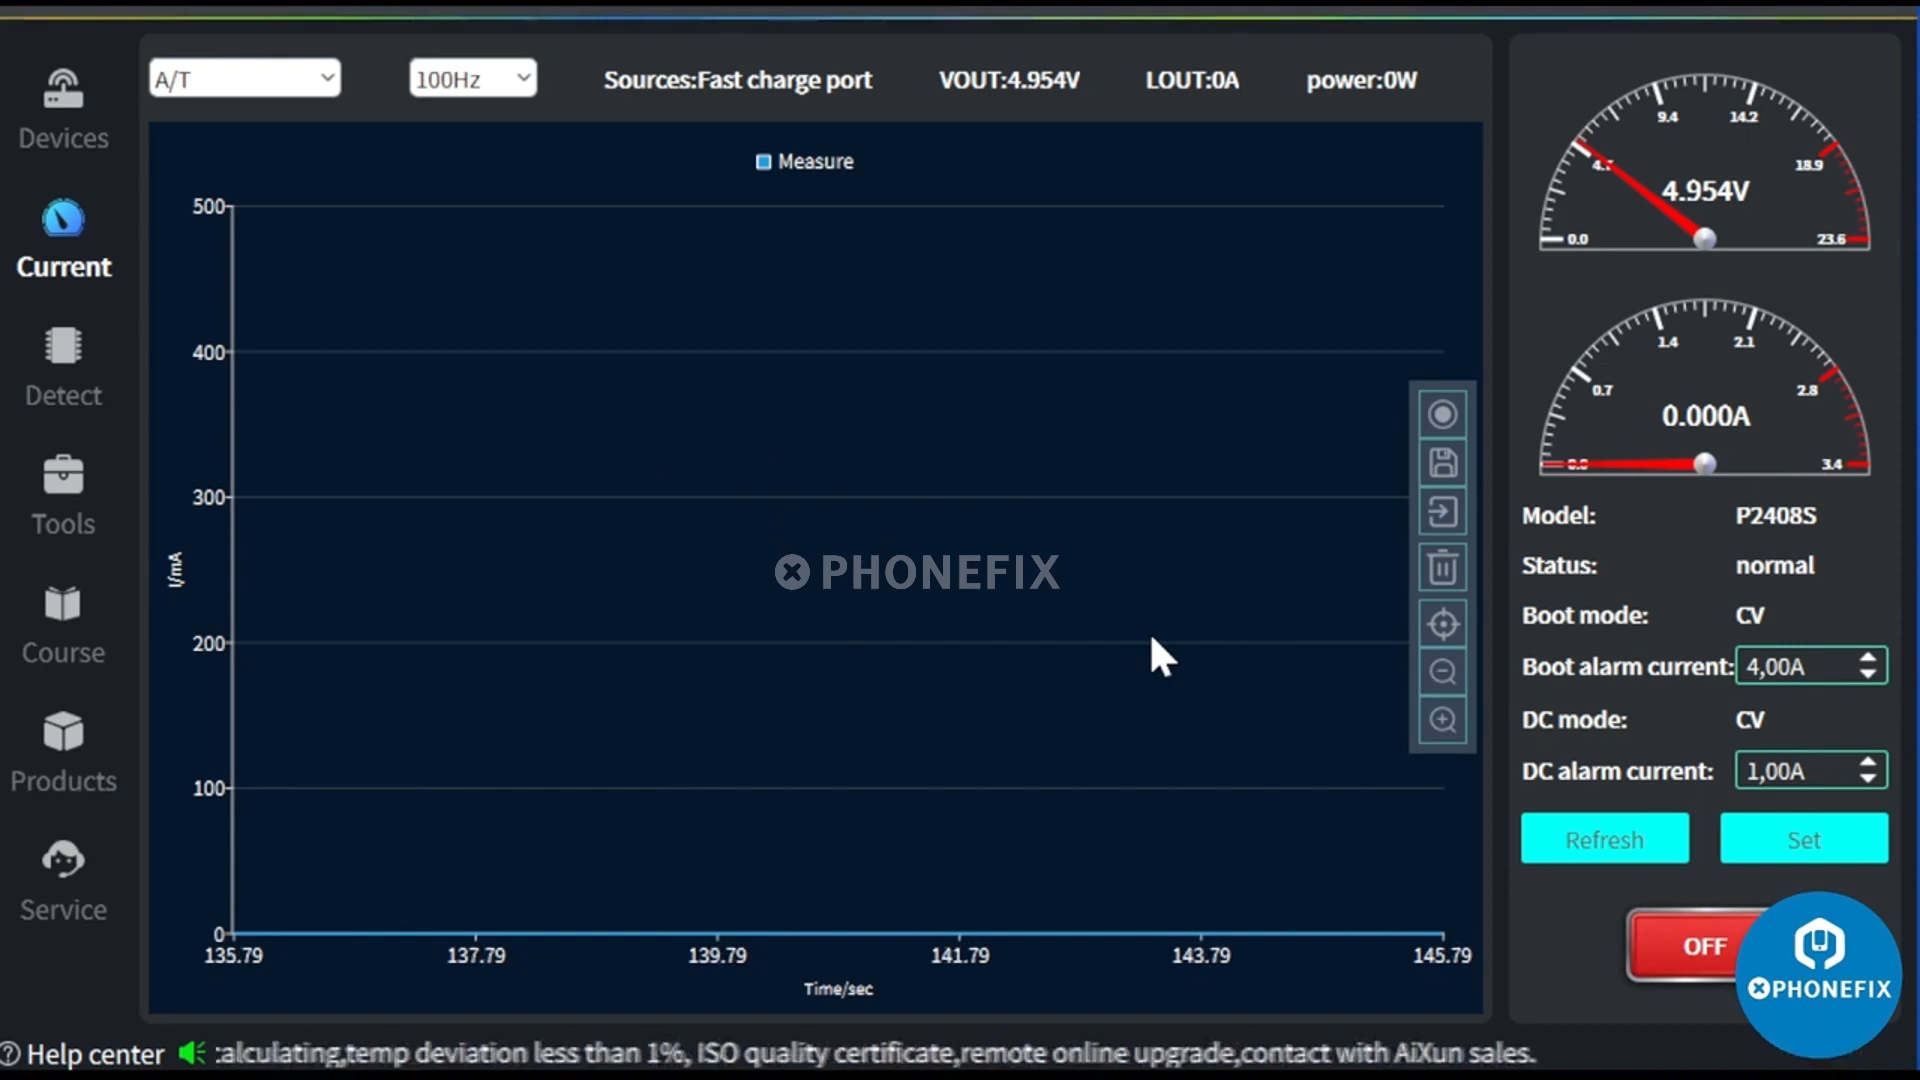 Devices
Current
Detect
Tools
Course
Products
Service
A/T
100Hz
Sources:Fast charge port
VOUT:4.954V
LOUT:0A
power:0W
Measure
500
400
300
200
100
0
I/mA
135.79
137.79
139.79
141.79
143.79
145.79
Time/sec
PHONEFIX
9.4
14.2
18.9
4.954V
0.0
23.6
1.4
2.1
0.7
2.8
0.000A
3.4
Model: P2408S
Status: normal
Boot mode: CV
Boot alarm current: 4,00A
DC mode: CV
DC alarm current: 1,00A
Refresh
Set
OFF
PHONEFIX
Help center
:alculating,temp deviation less than 1%, ISO quality certificate,remote online upgrade,contact with AiXun sales.